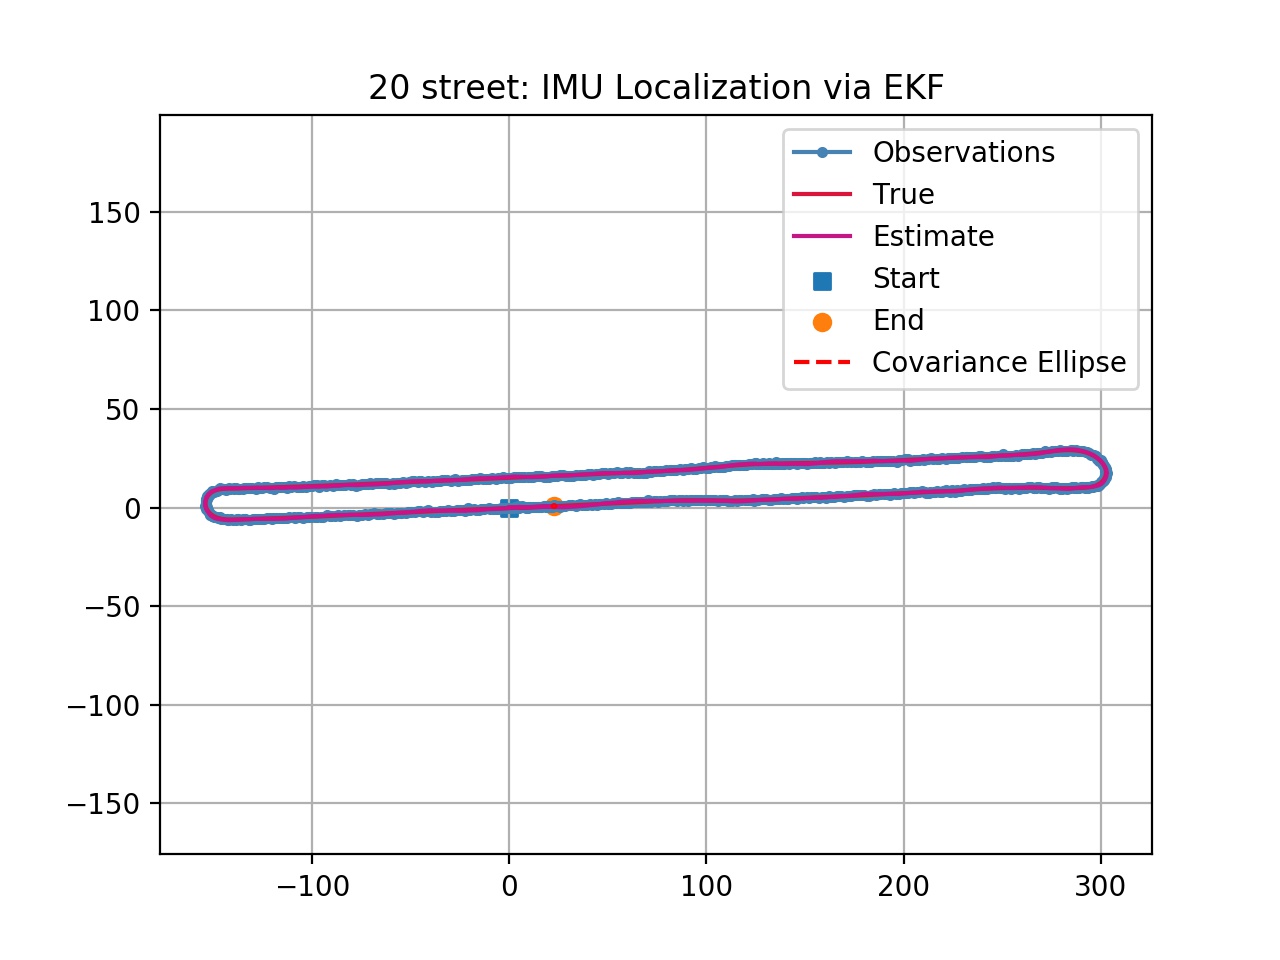 20 street: IMU Localization via EKF
Observations
True
Estimate
Start
End
Covariance Ellipse
150
100
50
0
−50
−100
−150
−100 0 100 200 300